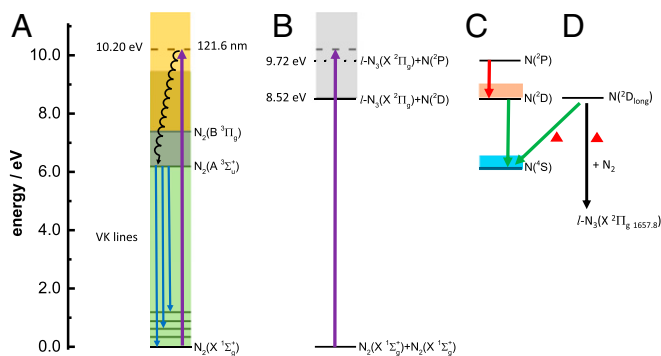 A
B
C
D
energy / eV
10.0
8.0
6.0
4.0
2.0
0.0
10.20 eV
121.6 nm
N₂(B ³Πg)
N₂(A ³Σᵤ⁺)
VK lines
N₂(X ¹Σg⁺)
9.72 eV
l-N₃(X ²Πg)+N(²P)
8.52 eV
l-N₃(X ²Πg)+N(²D)
N₂(X ¹Σg⁺)+N₂(X ¹Σg⁺)
N(²P)
N(²D)
N(²Dlong)
N(⁴S)
+ N₂
l-N₃(X ²Πg 1657.8)